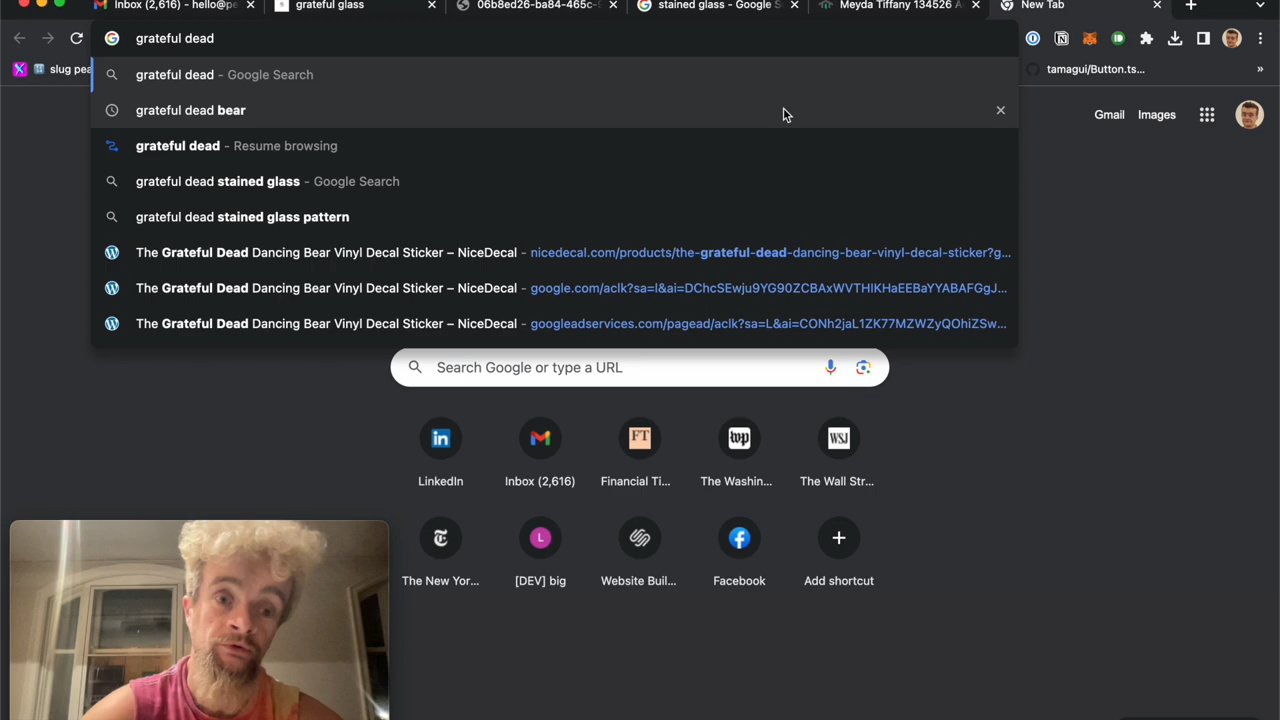 Inbox (2,616) - hello@pe
grateful glass
06b8ed26-ba84-465c-9
stained glass - Google S
Meyda Tiffany 134526 A
New Tab
grateful dead
slug pea
tamagui/Button.ts...
»
grateful dead - Google Search
grateful dead bear
grateful dead - Resume browsing
grateful dead stained glass - Google Search
grateful dead stained glass pattern
The Grateful Dead Dancing Bear Vinyl Decal Sticker – NiceDecal - nicedecal.com/products/the-grateful-dead-dancing-bear-vinyl-decal-sticker?g...
The Grateful Dead Dancing Bear Vinyl Decal Sticker – NiceDecal - google.com/aclk?sa=l&ai=DChcSEwju9YG90ZCBAxWVTHIKHaEEBaYYABAFGgJ...
The Grateful Dead Dancing Bear Vinyl Decal Sticker – NiceDecal - googleadservices.com/pagead/aclk?sa=L&ai=CONh2jaL1ZK77MZWZyQOhiZSw...
Gmail Images
Search Google or type a URL
in
FT
wp
WSJ
LinkedIn
Inbox (2,616)
Financial Ti...
The Washin...
The Wall Str...
L
The New Yor...
[DEV] big
Website Buil...
Facebook
Add shortcut